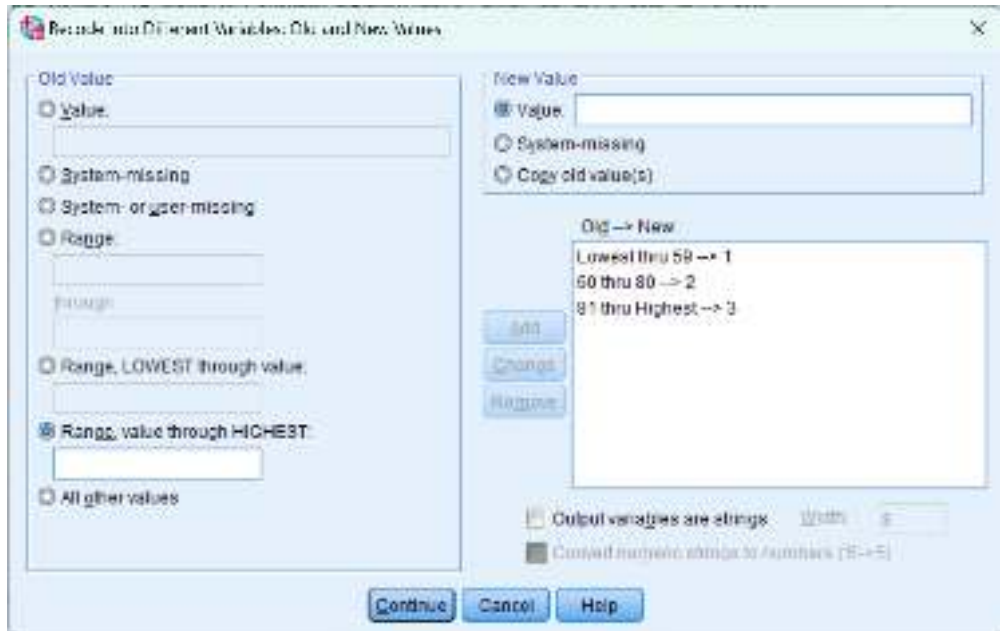 Recode into Different Variables: Old and New Values
Old Value
Value:
System-missing
System- or user-missing
Range:
through
Range, LOWEST through value:
Range, value through HIGHEST:
All other values
New Value
Value:
System-missing
Copy old value(s)
Old --> New
Lowest thru 59 --> 1
60 thru 80 --> 2
81 thru Highest --> 3
Add
Change
Remove
Output variables are strings
Width: 8
Convert numeric strings to numbers ('5'->5)
Continue
Cancel
Help